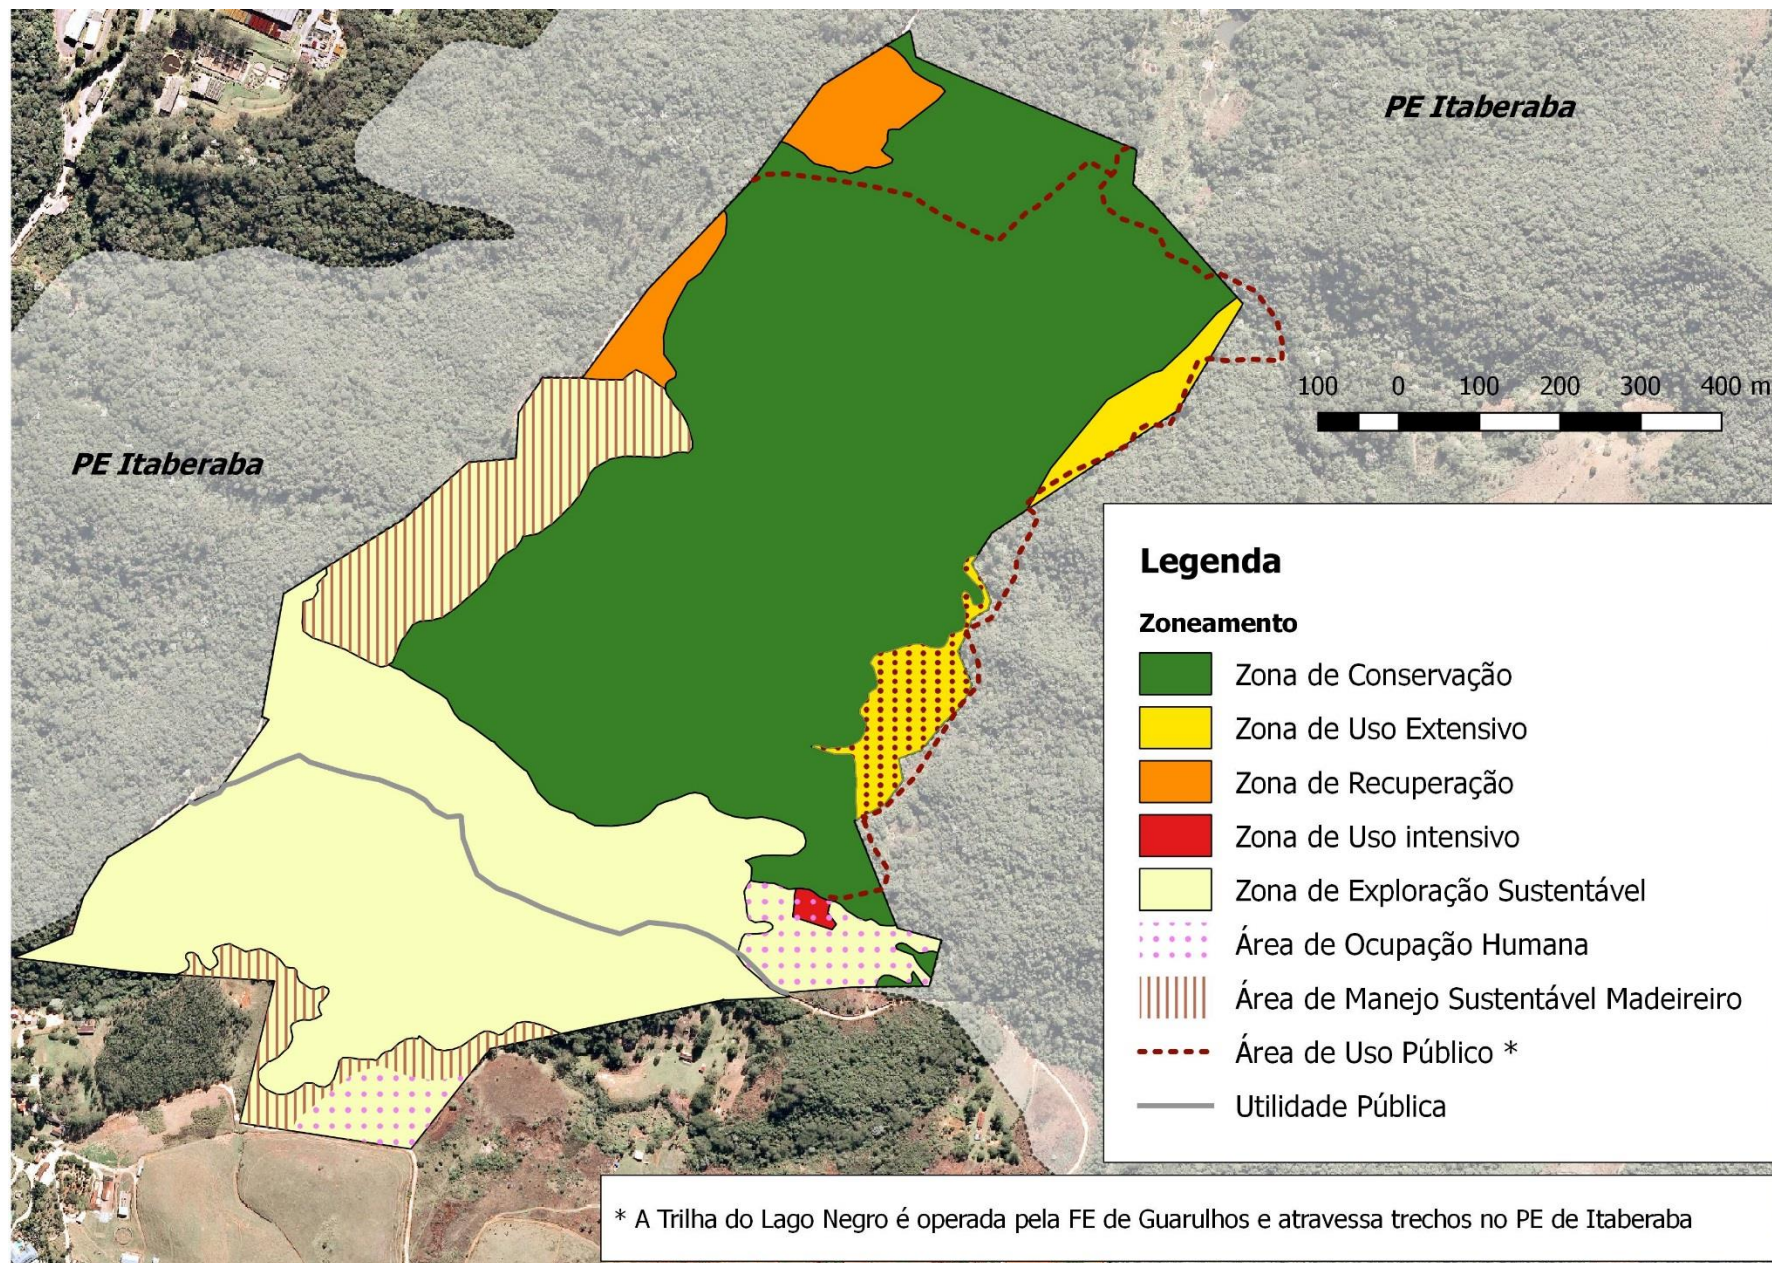 PE Itaberaba
100 0 100 200 300 400 m
PE Itaberaba
Legenda
Zoneamento
Zona de Conservação
Zona de Uso Extensivo
Zona de Recuperação
Zona de Uso intensivo
Zona de Exploração Sustentável
Área de Ocupação Humana
Área de Manejo Sustentável Madeireiro
Área de Uso Público *
Utilidade Pública
* A Trilha do Lago Negro é operada pela FE de Guarulhos e atravessa trechos no PE de Itaberaba